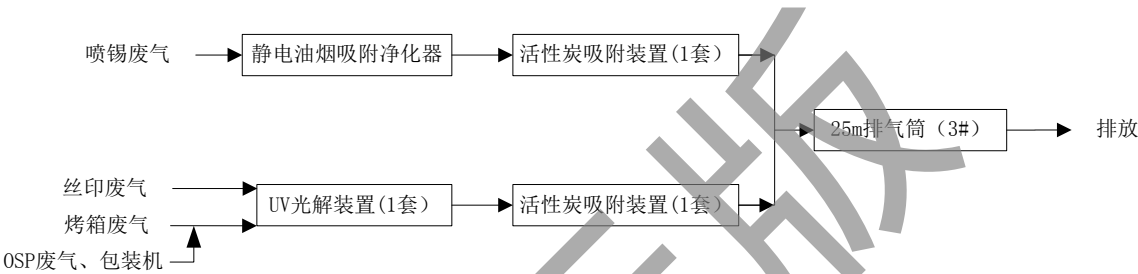 喷锡废气
静电油烟吸附净化器
活性炭吸附装置(1套）
25m排气筒（3#）
排放
丝印废气
烤箱废气
OSP废气、包装机
UV光解装置(1套）
活性炭吸附装置(1套）
版